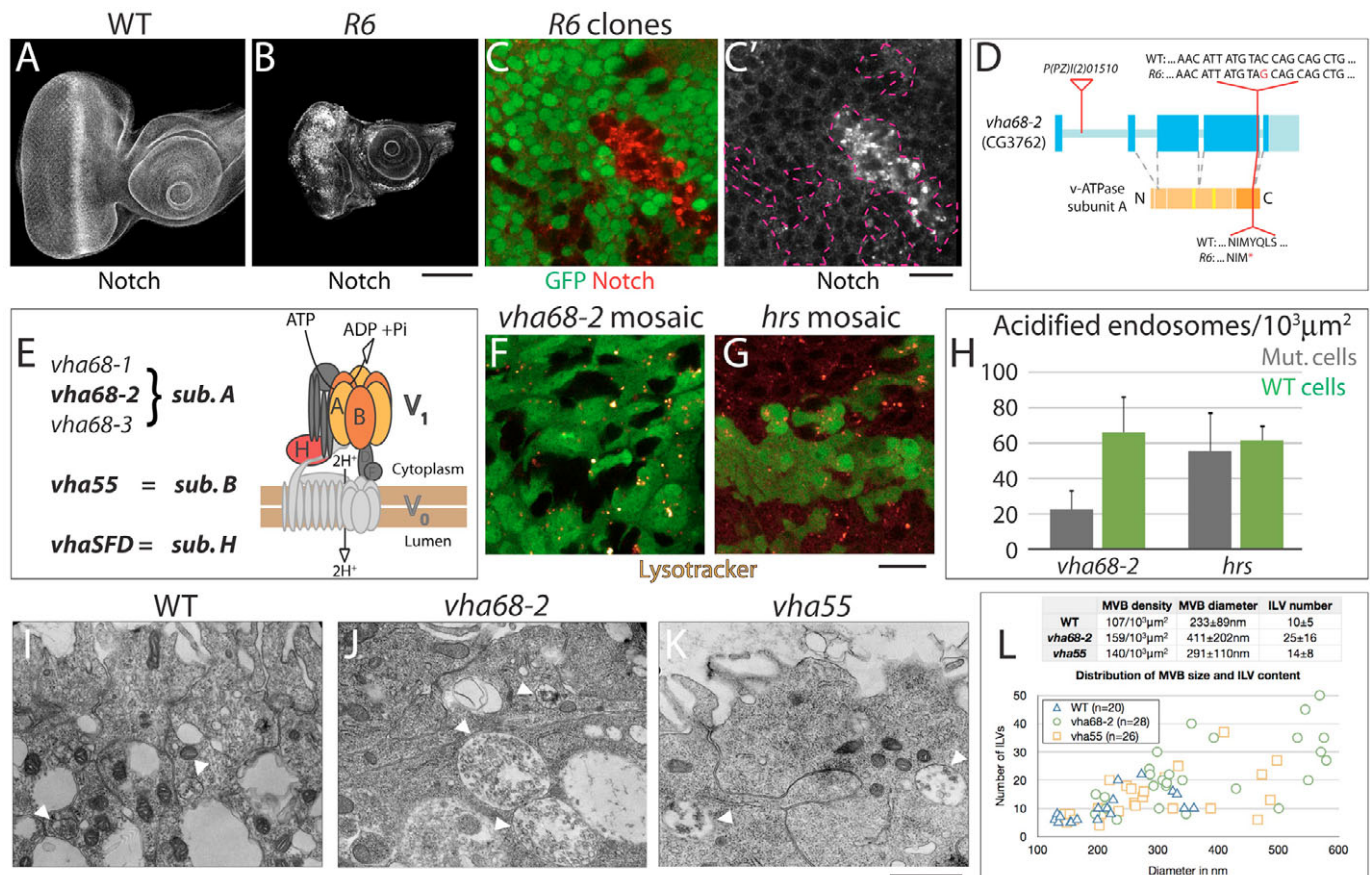 WT
R6
R6 clones
A
B
C
C'
D
Notch
Notch
GFP Notch
Notch
P(PZ)l(2)01510
WT: ... AAC ATT ATG TAC CAG CAG CTG ...
R6: ... AAC ATT ATG TAG CAG CAG CTG ...
vha68-2
(CG3762)
v-ATPase
subunit A
N
C
WT: ... NIMYQLS ...
R6: ... NIM*
E
vha68-1
vha68-2
vha68-3
} sub. A
vha55 = sub. B
vhaSFD = sub. H
ATP
ADP +Pi
A
B
H
V1
2H+
Cytoplasm
V0
Lumen
2H+
vha68-2 mosaic
hrs mosaic
F
G
Lysotracker
H
Acidified endosomes/10³µm²
Mut. cells
WT cells
100
80
60
40
20
0
vha68-2
hrs
WT
vha68-2
vha55
I
J
K
L
MVB density MVB diameter ILV number
WT 107/10³µm² 233±89nm 10±5
vha68-2 159/10³µm² 411±202nm 25±16
vha55 140/10³µm² 291±110nm 14±8
Distribution of MVB size and ILV content
WT (n=20)
vha68-2 (n=28)
vha55 (n=26)
Number of ILVs
50
40
30
20
10
0
100 200 300 400 500 600
Diameter in nm